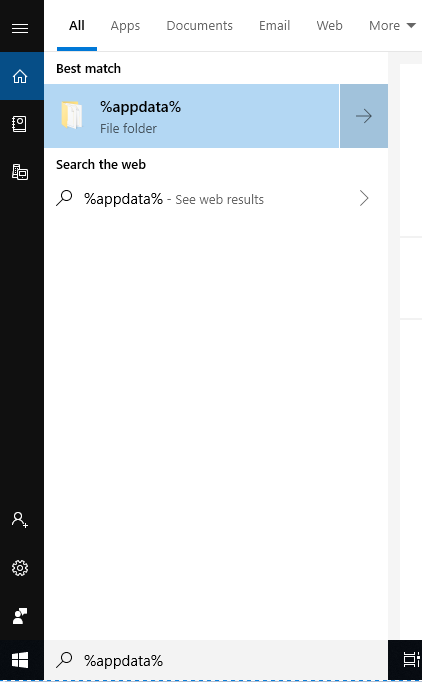 All Apps Documents Email Web More
Best match
%appdata%
File folder
Search the web
%appdata% - See web results
%appdata%